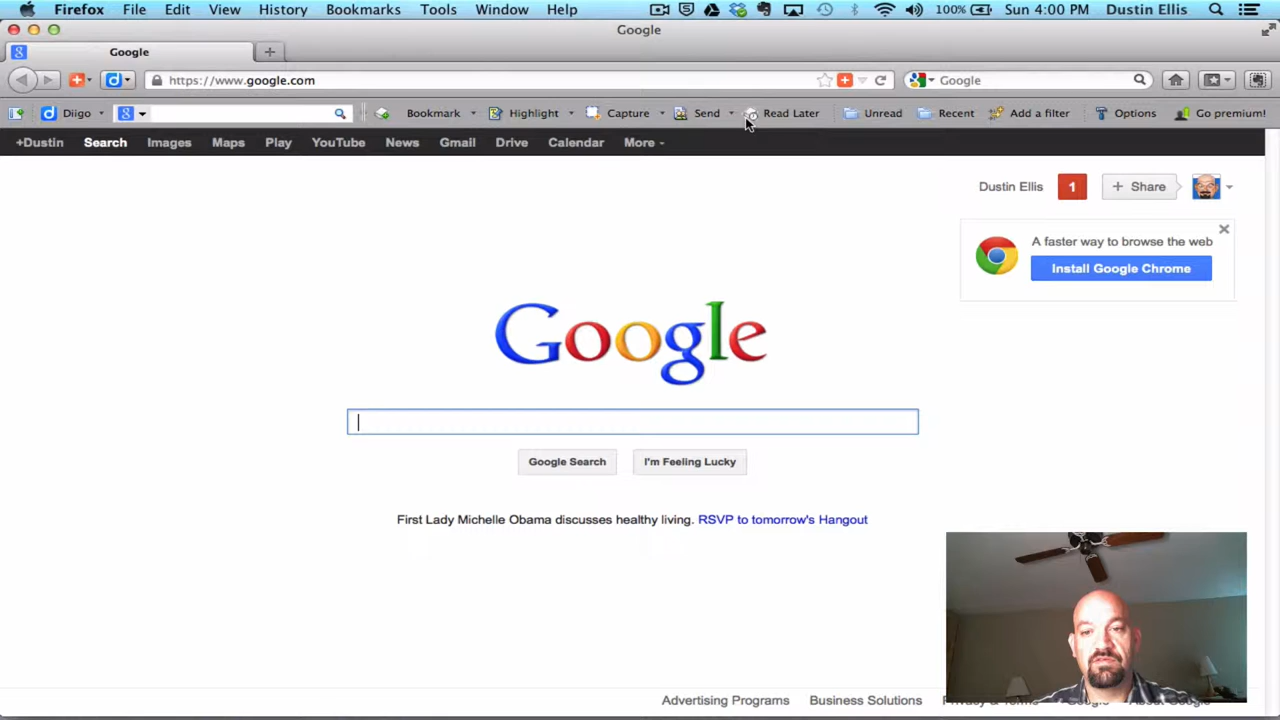 Firefox File Edit View History Bookmarks Tools Window Help 100% Sun 4:00 PM Dustin Ellis
Google
Google
https://www.google.com Google
Diigo Bookmark Highlight Capture Send Read Later Unread Recent Add a filter Options Go premium!
+Dustin Search Images Maps Play YouTube News Gmail Drive Calendar More
Dustin Ellis 1 + Share
A faster way to browse the web
Install Google Chrome
Google
Google Search I'm Feeling Lucky
First Lady Michelle Obama discusses healthy living. RSVP to tomorrow's Hangout
Advertising Programs Business Solutions Privacy & Terms Google About Google